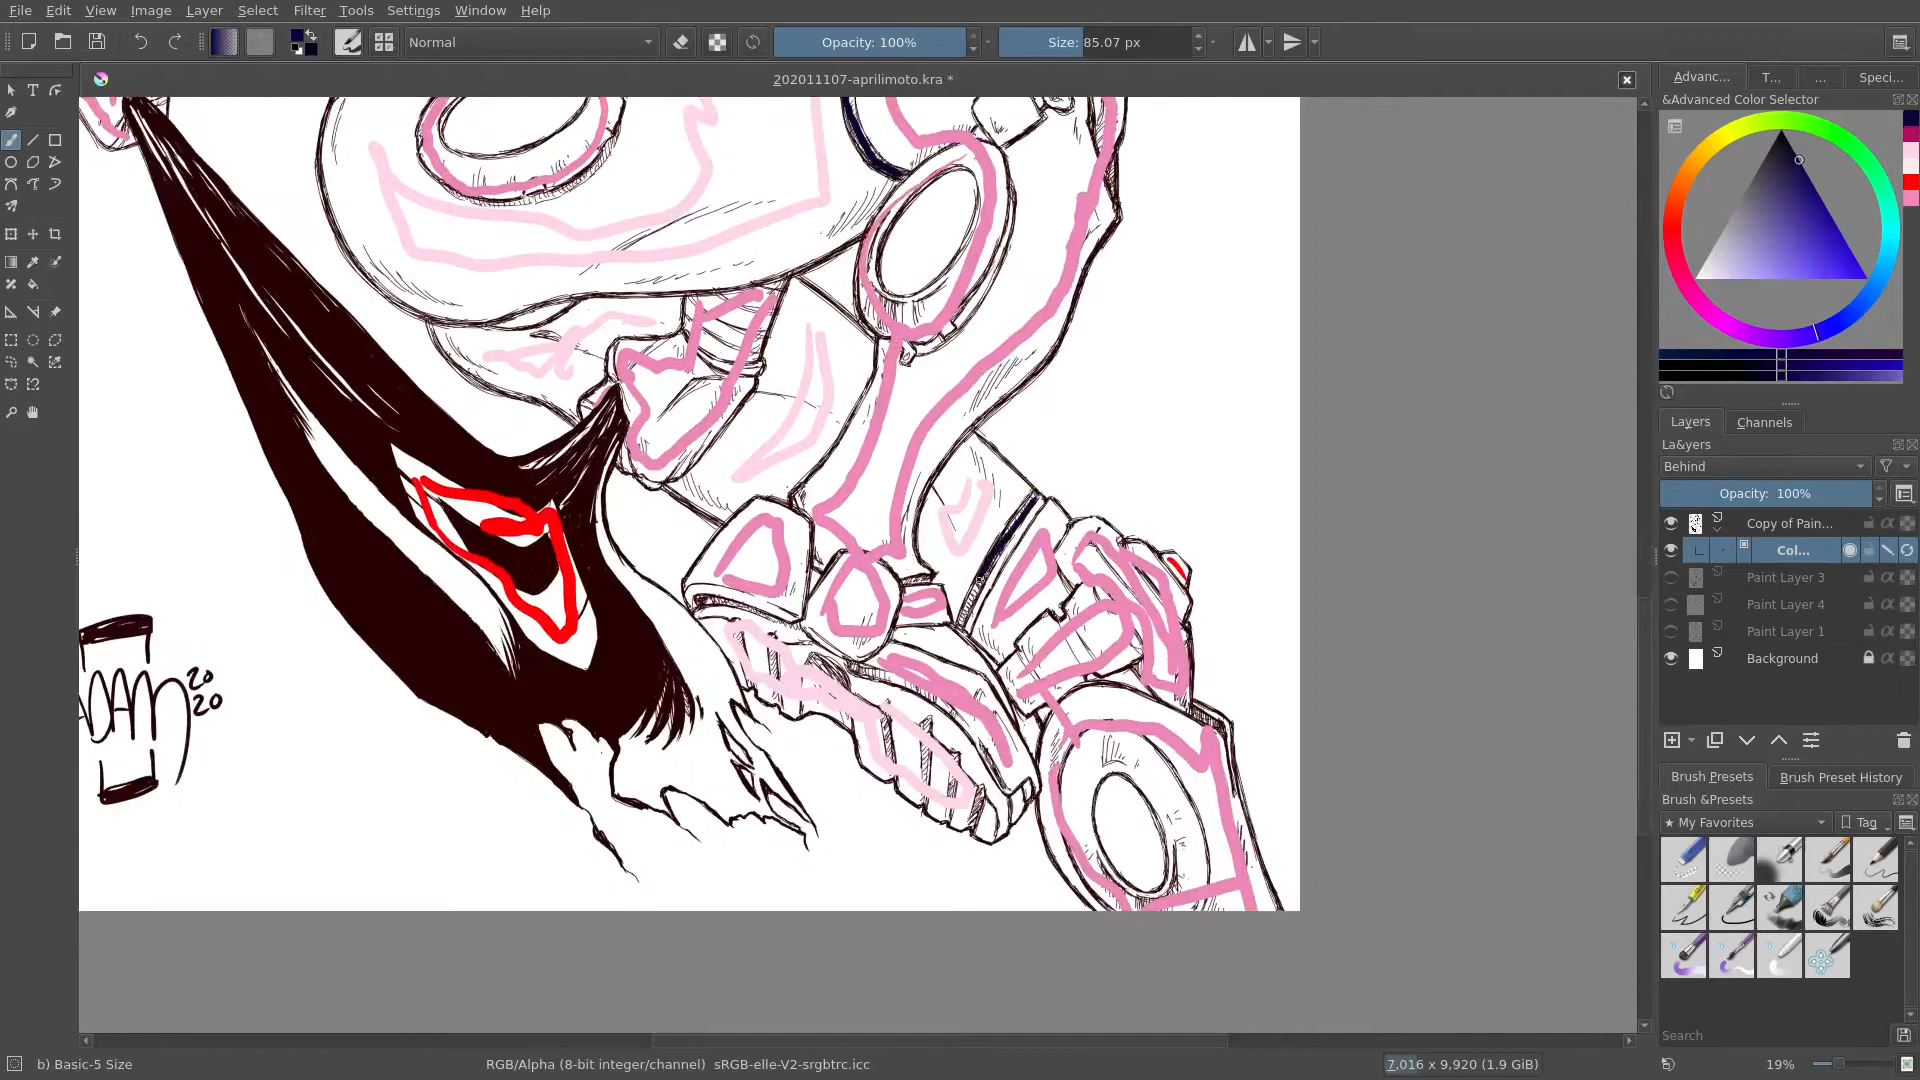 File Edit View Image Layer Select Filter Tools Settings Window Help
Normal Opacity: 100% Size: 85.07 px
202011107-aprilimoto.kra *
Advanc... T... ... Speci...
&Advanced Color Selector
Layers Channels
La&yers
Behind
Opacity: 100%
Copy of Pain...
Col...
Paint Layer 3
Paint Layer 4
Paint Layer 1
Background
Brush Presets Brush Preset History
Brush &Presets
★ My Favorites Tag
Search
20
20
b) Basic-5 Size RGB/Alpha (8-bit integer/channel) sRGB-elle-V2-srgbtrc.icc 7,016 x 9,920 (1.9 GiB) 19%